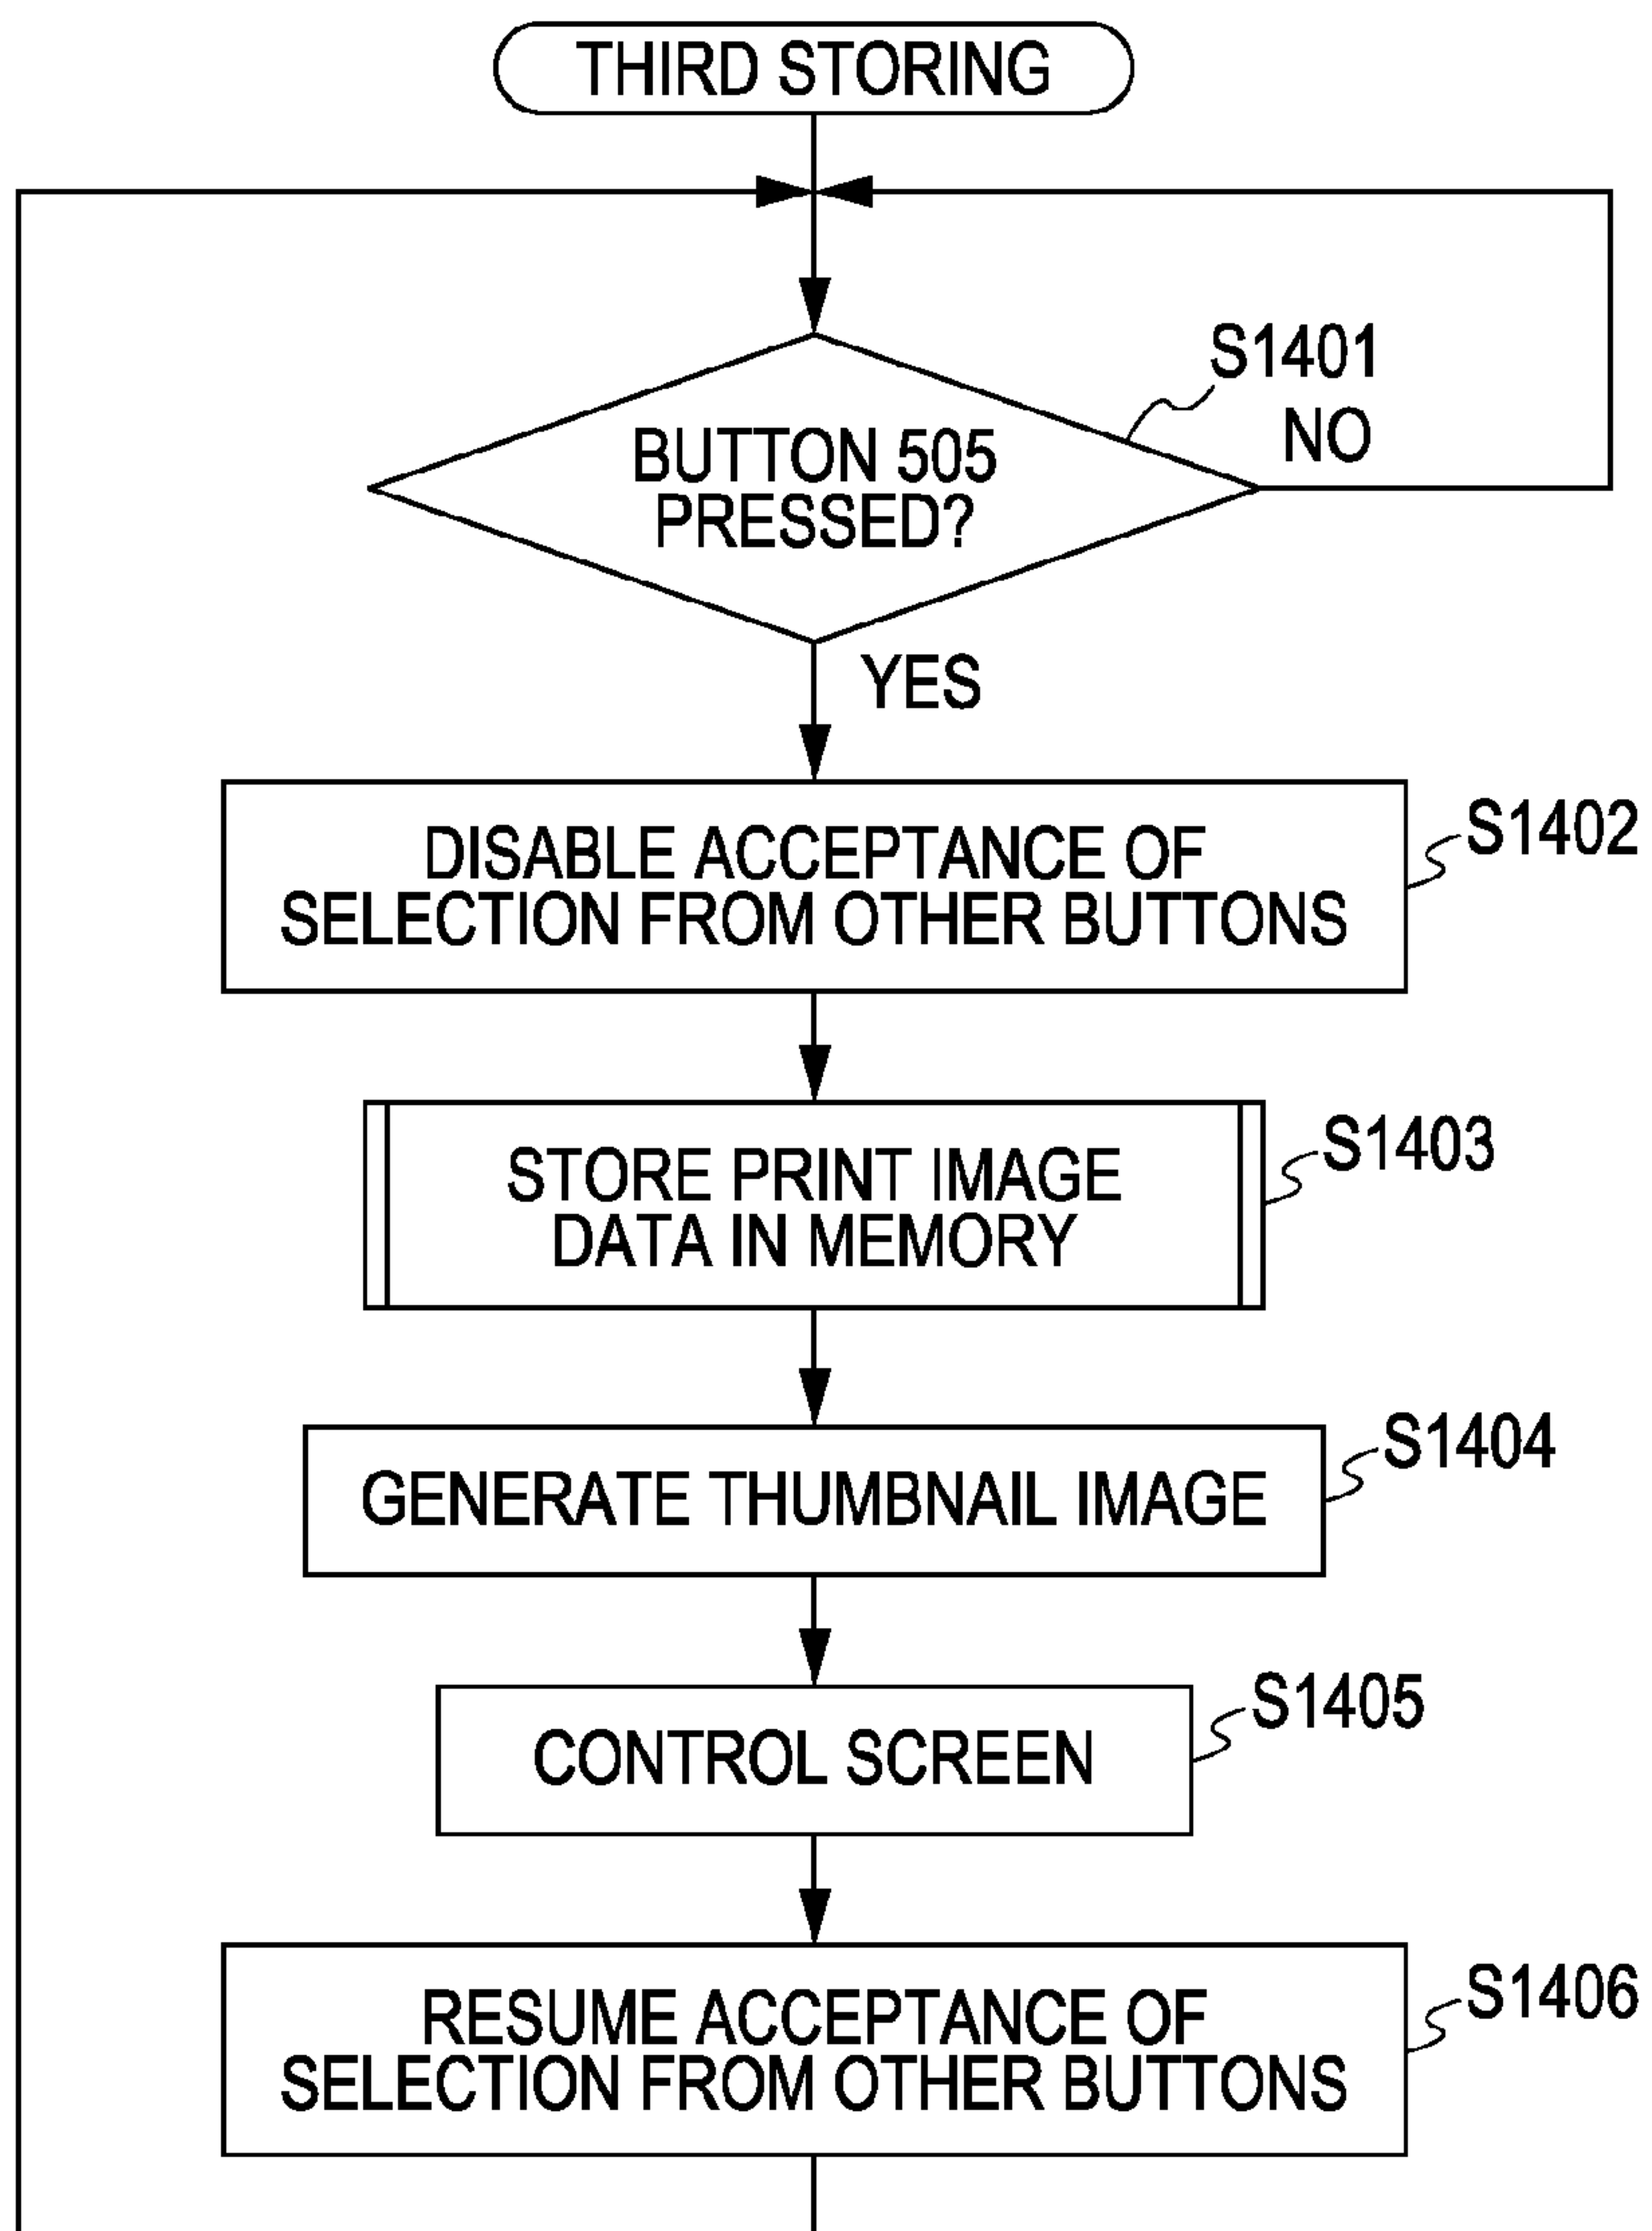 THIRD STORING
S1401
NO
BUTTON 505
PRESSED?
YES
S1402
DISABLE ACCEPTANCE OF
SELECTION FROM OTHER BUTTONS
S1403
STORE PRINT IMAGE
DATA IN MEMORY
S1404
GENERATE THUMBNAIL IMAGE
S1405
CONTROL SCREEN
S1406
RESUME ACCEPTANCE OF
SELECTION FROM OTHER BUTTONS